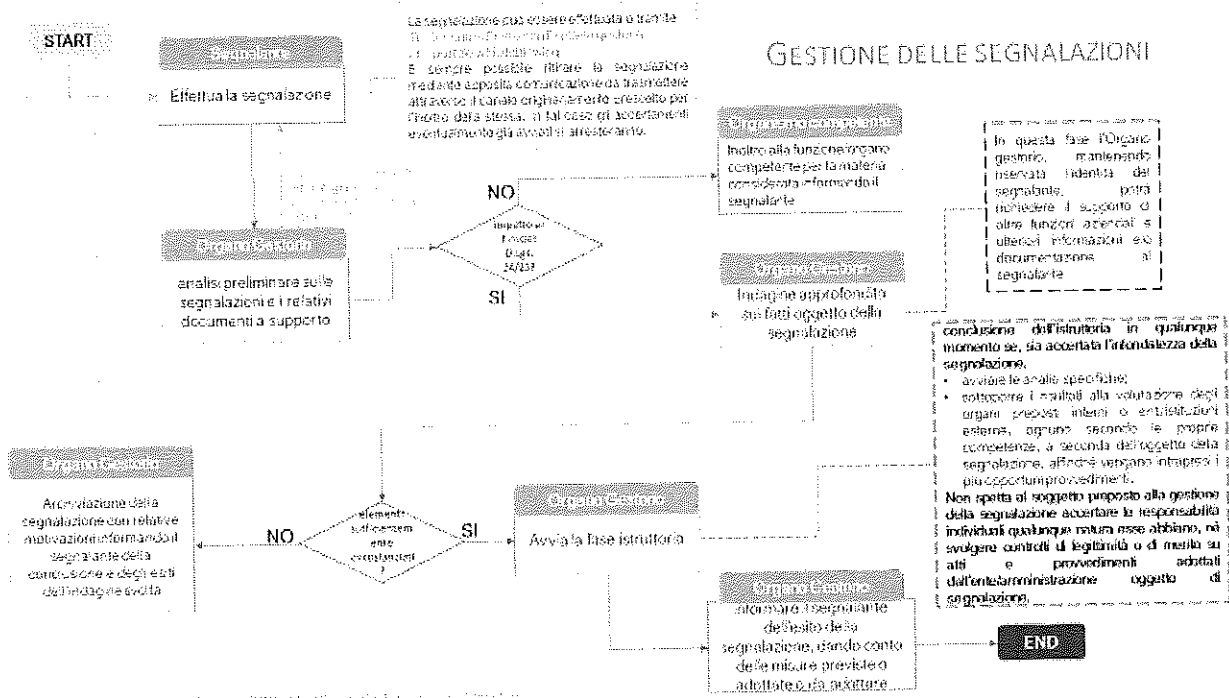 START
Segnalante
Effettua la segnalazione
La segnalazione può essere effettuata o tramite
È sempre possibile ritirare la segnalazione
mediante apposita comunicazione da trasmettere
attraverso il canale originariamente prescelto per
l'inoltro della stessa. In tal caso gli accertamenti
eventualmente già avviati si arresteranno.
GESTIONE DELLE SEGNALAZIONI
Inoltro alla funzione/organo
competente per la materia
considerata informando il
segnalante
In questa fase l'Organo
gestorio, mantenendo
riservata l'identità del
segnalante, potrà
richiedere il supporto di
altre funzioni aziendali e
ulteriori informazioni e/o
documentazione al
segnalante
NO
SI
Organo Gestorio
analisi preliminare sulle
segnalazioni e i relativi
documenti a supporto
Organo Gestorio
Indagine approfondita
sui fatti oggetto della
segnalazione
conclusione dell'istruttoria in qualunque
momento se, sia accertata l'infondatezza della
segnalazione.
• avviare le analisi specifiche;
• sottoporre i risultati alla valutazione degli
organi preposti interni o enti/istituzioni
esterne, ognuno secondo le proprie
competenze, a seconda dell'oggetto della
segnalazione, affinché vengano intrapresi i
più opportuni provvedimenti.
Non spetta al soggetto preposto alla gestione
della segnalazione accertare le responsabilità
individuali qualunque natura esse abbiano, né
svolgere controlli di legittimità o di merito su
atti e provvedimenti adottati
dall'ente/amministrazione oggetto di
segnalazione.
Organo Gestorio
Archiviazione della
segnalazione con relative
motivazioni informando il
segnalante della
conclusione e degli esiti
dell'indagine svolta
NO
elementi
?
SI
Organo Gestorio
Avvia la fase istruttoria
Organo Gestorio
informare il segnalante
dell'esito della
segnalazione, dando conto
delle misure previste o
adottate o da adottare
END